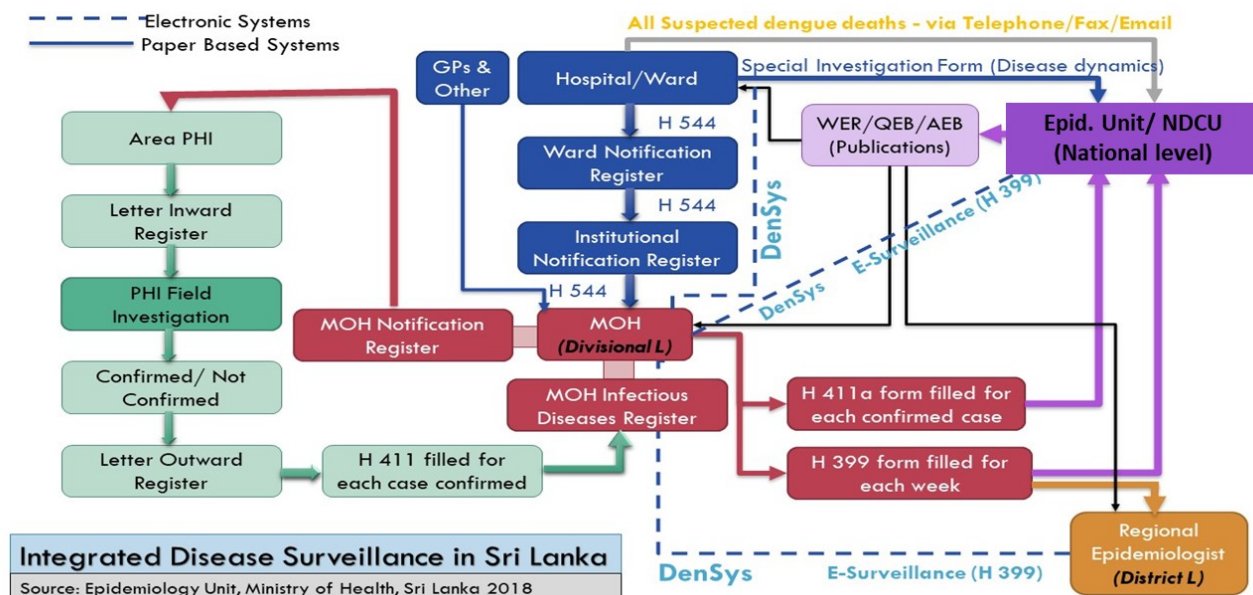 Electronic Systems
Paper Based Systems
All Suspected dengue deaths - via Telephone/Fax/Email
GPs &
Other
Hospital/Ward
Special Investigation Form (Disease dynamics)
H 544
Area PHI
WER/QEB/AEB
(Publications)
Epid. Unit/ NDCU
(National level)
Ward Notification
Register
H 544
Letter Inward
Register
DenSys
E-Surveillance (H 399)
DenSys
Institutional
Notification Register
H 544
PHI Field
Investigation
MOH Notification
Register
MOH
(Divisional L)
Confirmed/ Not
Confirmed
MOH Infectious
Diseases Register
H 411a form filled for
each confirmed case
Letter Outward
Register
H 411 filled for
each case confirmed
H 399 form filled for
each week
Regional
Epidemiologist
(District L)
DenSys
E-Surveillance (H 399)
Integrated Disease Surveillance in Sri Lanka
Source: Epidemiology Unit, Ministry of Health, Sri Lanka 2018